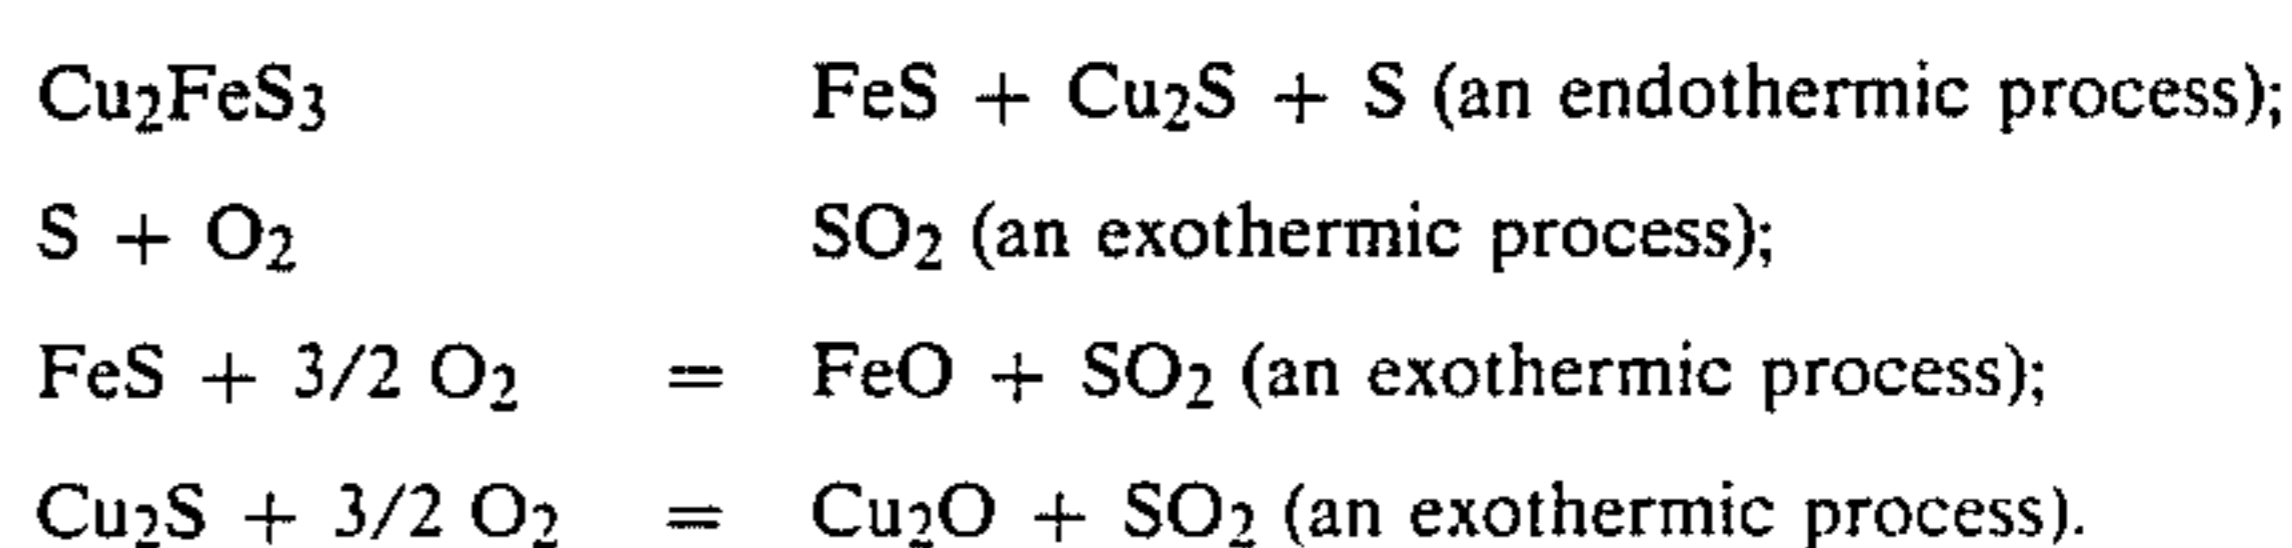 Cu₂FeS₃ FeS + Cu₂S + S (an endothermic process);
S + O₂ SO₂ (an exothermic process);
FeS + 3/2 O₂ = FeO + SO₂ (an exothermic process);
Cu₂S + 3/2 O₂ = Cu₂O + SO₂ (an exothermic process).